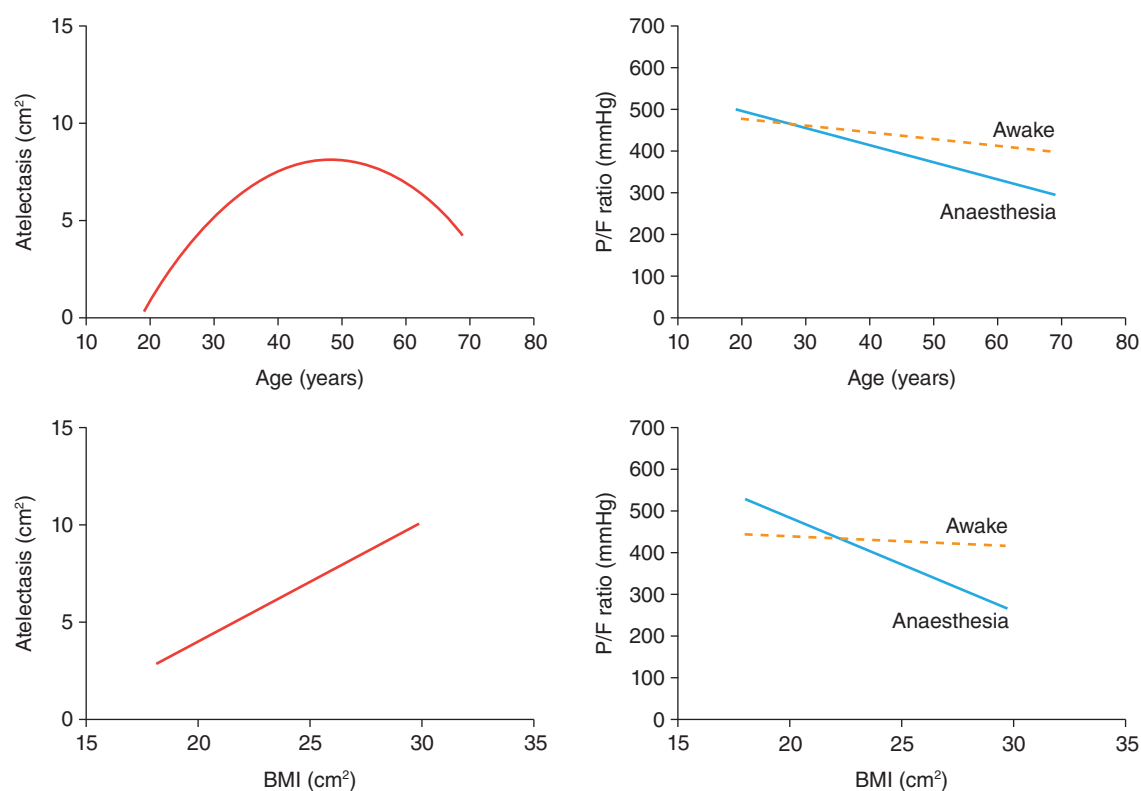 15
10
5
0
Atelectasis (cm²)
10 20 30 40 50 60 70 80
Age (years)
700
600
500
400
300
200
100
0
P/F ratio (mmHg)
Awake
Anaesthesia
10 20 30 40 50 60 70 80
Age (years)
15
10
5
0
Atelectasis (cm²)
15 20 25 30 35
BMI (cm²)
700
600
500
400
300
200
100
0
P/F ratio (mmHg)
Awake
Anaesthesia
15 20 25 30 35
BMI (cm²)